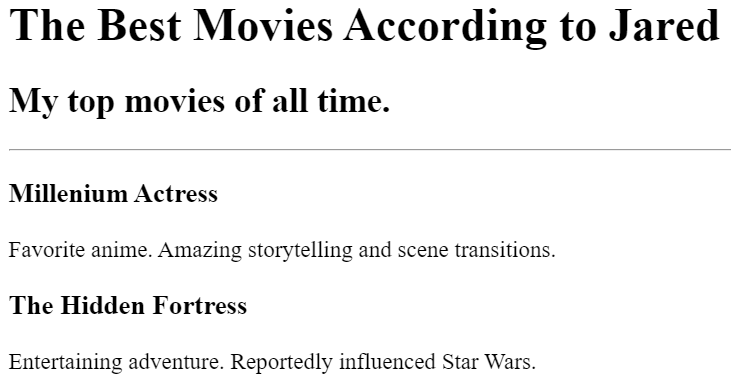 The Best Movies According to Jared
My top movies of all time.
Millenium Actress
Favorite anime. Amazing storytelling and scene transitions.
The Hidden Fortress
Entertaining adventure. Reportedly influenced Star Wars.